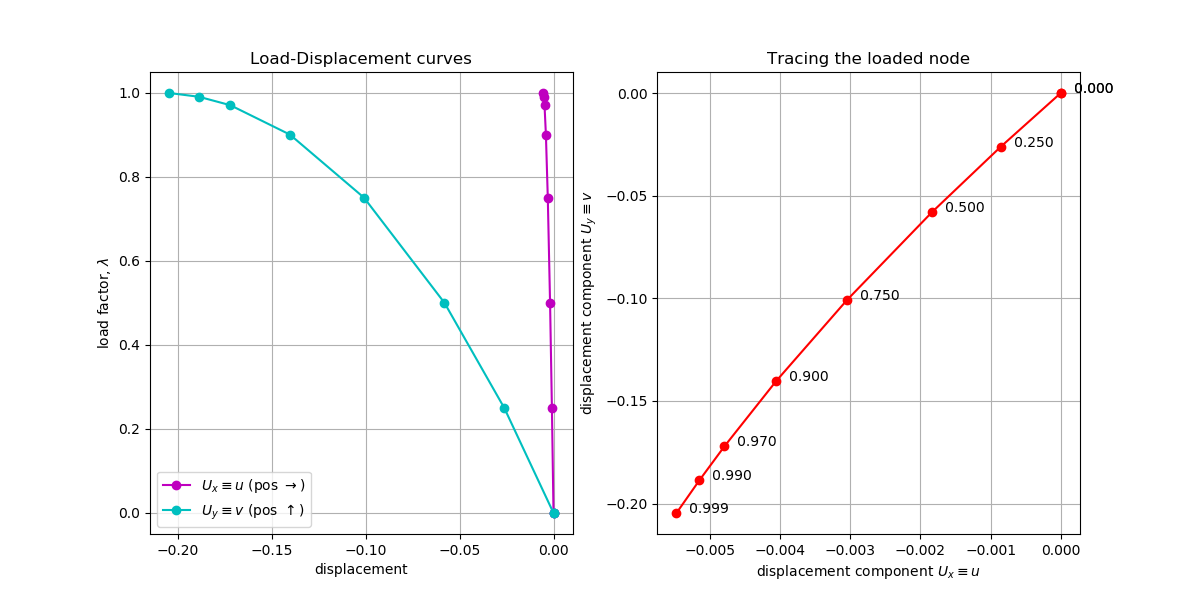 Load-Displacement curves
load factor, λ
1.0
0.8
0.6
0.4
0.2
0.0
U_x ≡ u (pos →)
U_y ≡ v (pos ↑)
−0.20 −0.15 −0.10 −0.05 0.00
displacement
Tracing the loaded node
displacement component U_y ≡ v
0.00
−0.05
−0.10
−0.15
−0.20
0.000
0.250
0.500
0.750
0.900
0.970
0.990
0.999
−0.005 −0.004 −0.003 −0.002 −0.001 0.000
displacement component U_x ≡ u